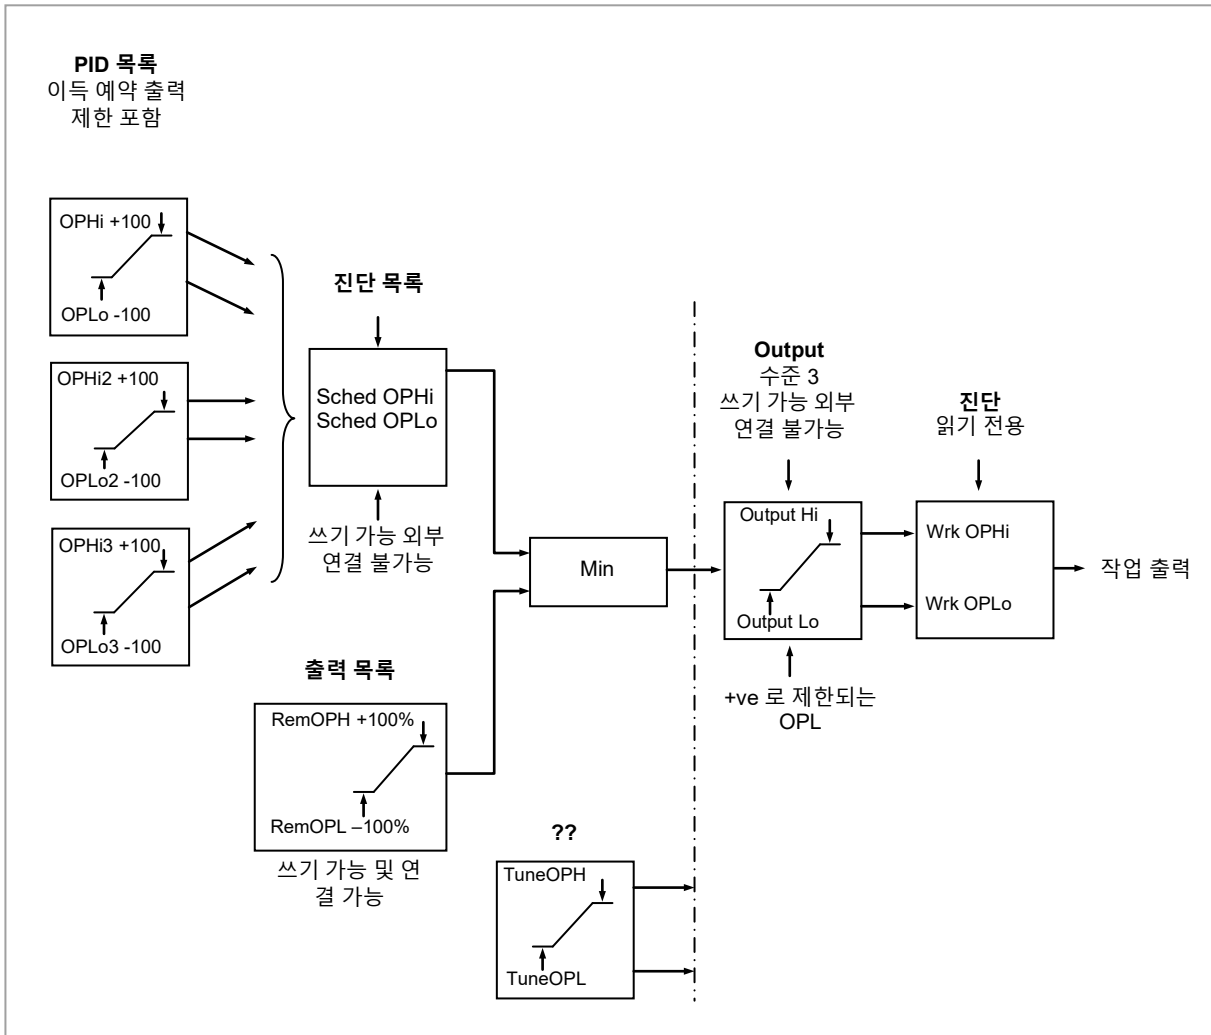 PID 목록
이득 예약 출력
제한 포함
OPHi +100
OPLo -100
OPHi2 +100
OPLo2 -100
OPHi3 +100
OPLo3 -100
진단 목록
Sched OPHi
Sched OPLo
쓰기 가능 외부
연결 불가능
출력 목록
RemOPH +100%
RemOPL –100%
쓰기 가능 및 연
결 가능
Min
??
TuneOPH
TuneOPL
Output
수준 3
쓰기 가능 외부
연결 불가능
Output Hi
Output Lo
+ve 로 제한되는
OPL
진단
읽기 전용
Wrk OPHi
Wrk OPLo
작업 출력